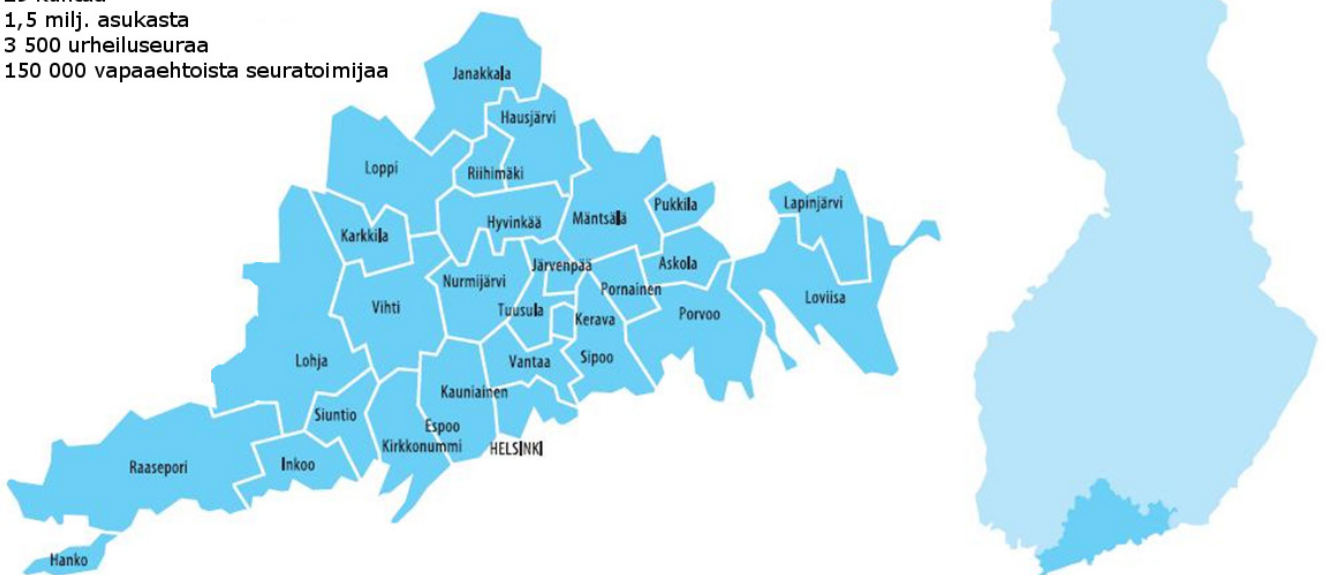 1,5 milj. asukasta
3 500 urheiluseuraa
150 000 vapaaehtoista seuratoimijaa
Janakkala
Hausjärvi
Loppi
Riihimäki
Karkkila
Hyvinkää
Mäntsälä
Pukkila
Lapinjärvi
Järvenpää
Askola
Nurmijärvi
Pornainen
Loviisa
Vihti
Tuusula
Kerava
Porvoo
Lohja
Vantaa
Sipoo
Kauniainen
Siuntio
Espoo
Kirkkonummi
HELSINKI
Raasepori
Inkoo
Hanko